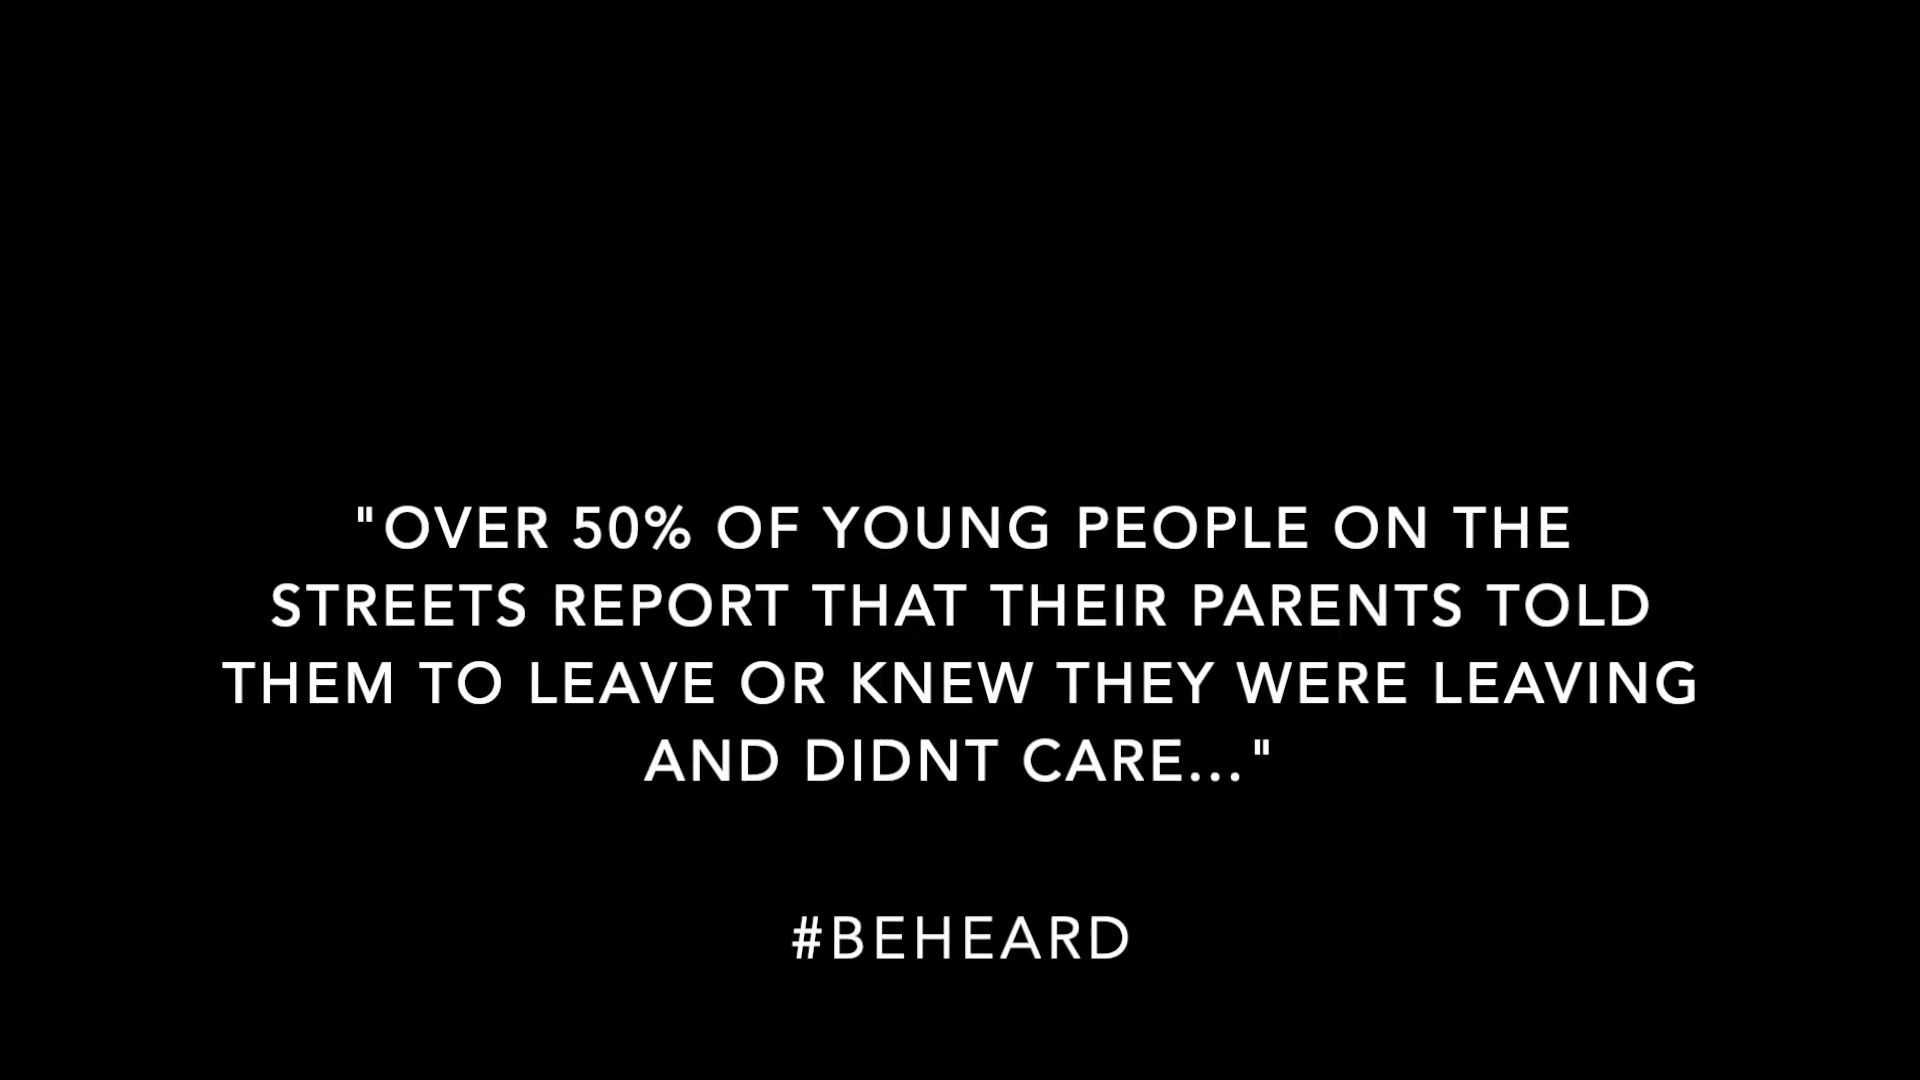 "OVER 50% OF YOUNG PEOPLE ON THE
STREETS REPORT THAT THEIR PARENTS TOLD
THEM TO LEAVE OR KNEW THEY WERE LEAVING
AND DIDNT CARE..."
#BEHEARD